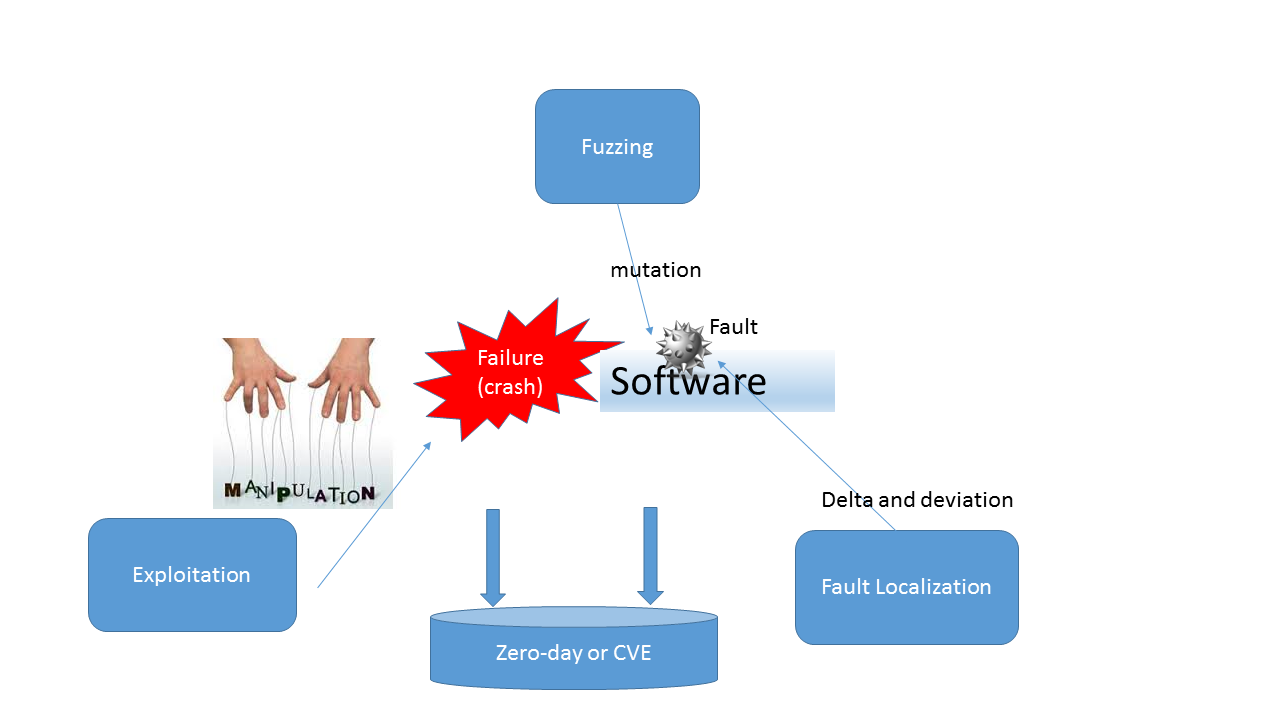 Fuzzing
mutation
Fault
Failure
(crash)
Software
MANIPULATION
Delta and deviation
Exploitation
Fault Localization
Zero-day or CVE